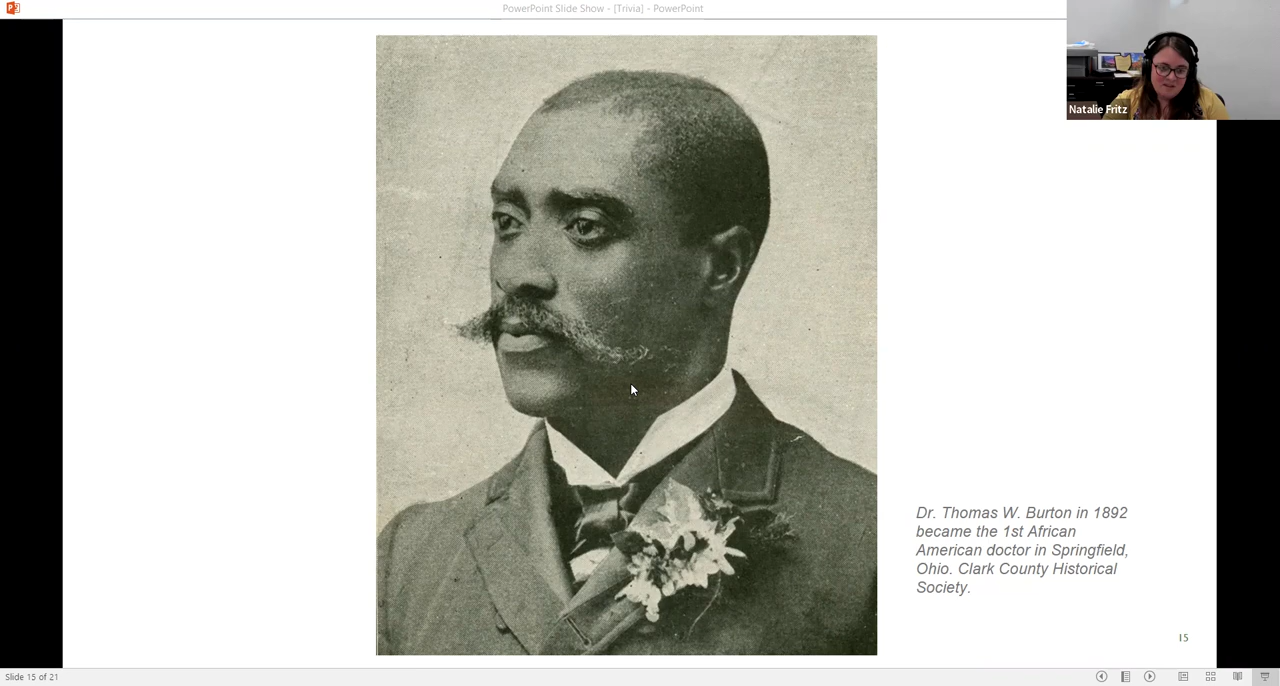 PowerPoint Slide Show - [Trivia] - PowerPoint
Natalie Fritz
Dr. Thomas W. Burton in 1892
became the 1st African
American doctor in Springfield,
Ohio. Clark County Historical
Society.
15
Slide 15 of 21